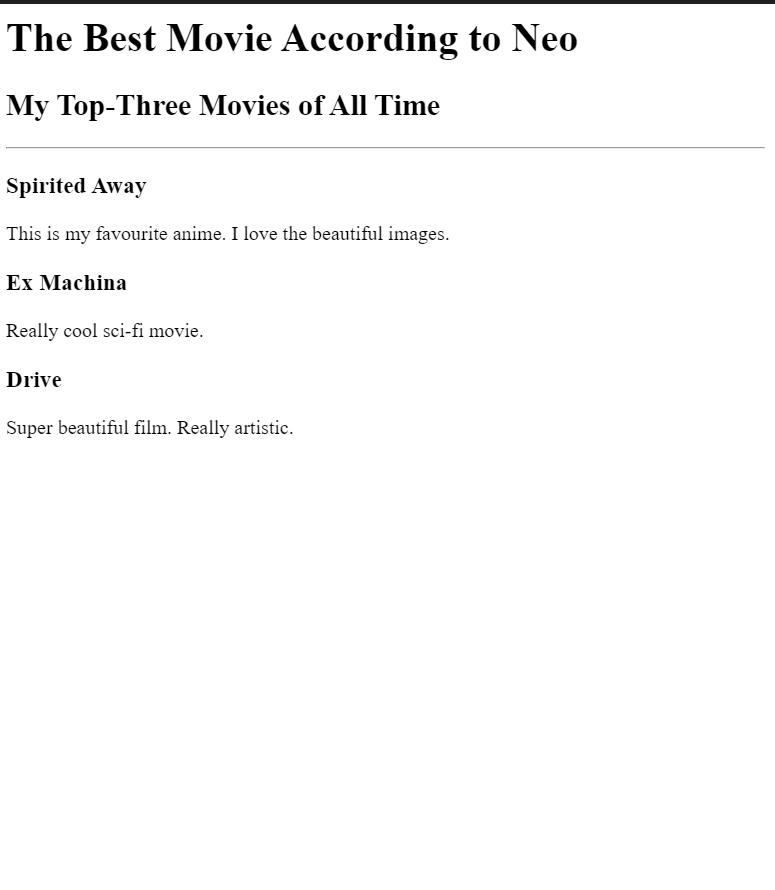 The Best Movie According to Neo
My Top-Three Movies of All Time
Spirited Away
This is my favourite anime. I love the beautiful images.
Ex Machina
Really cool sci-fi movie.
Drive
Super beautiful film. Really artistic.